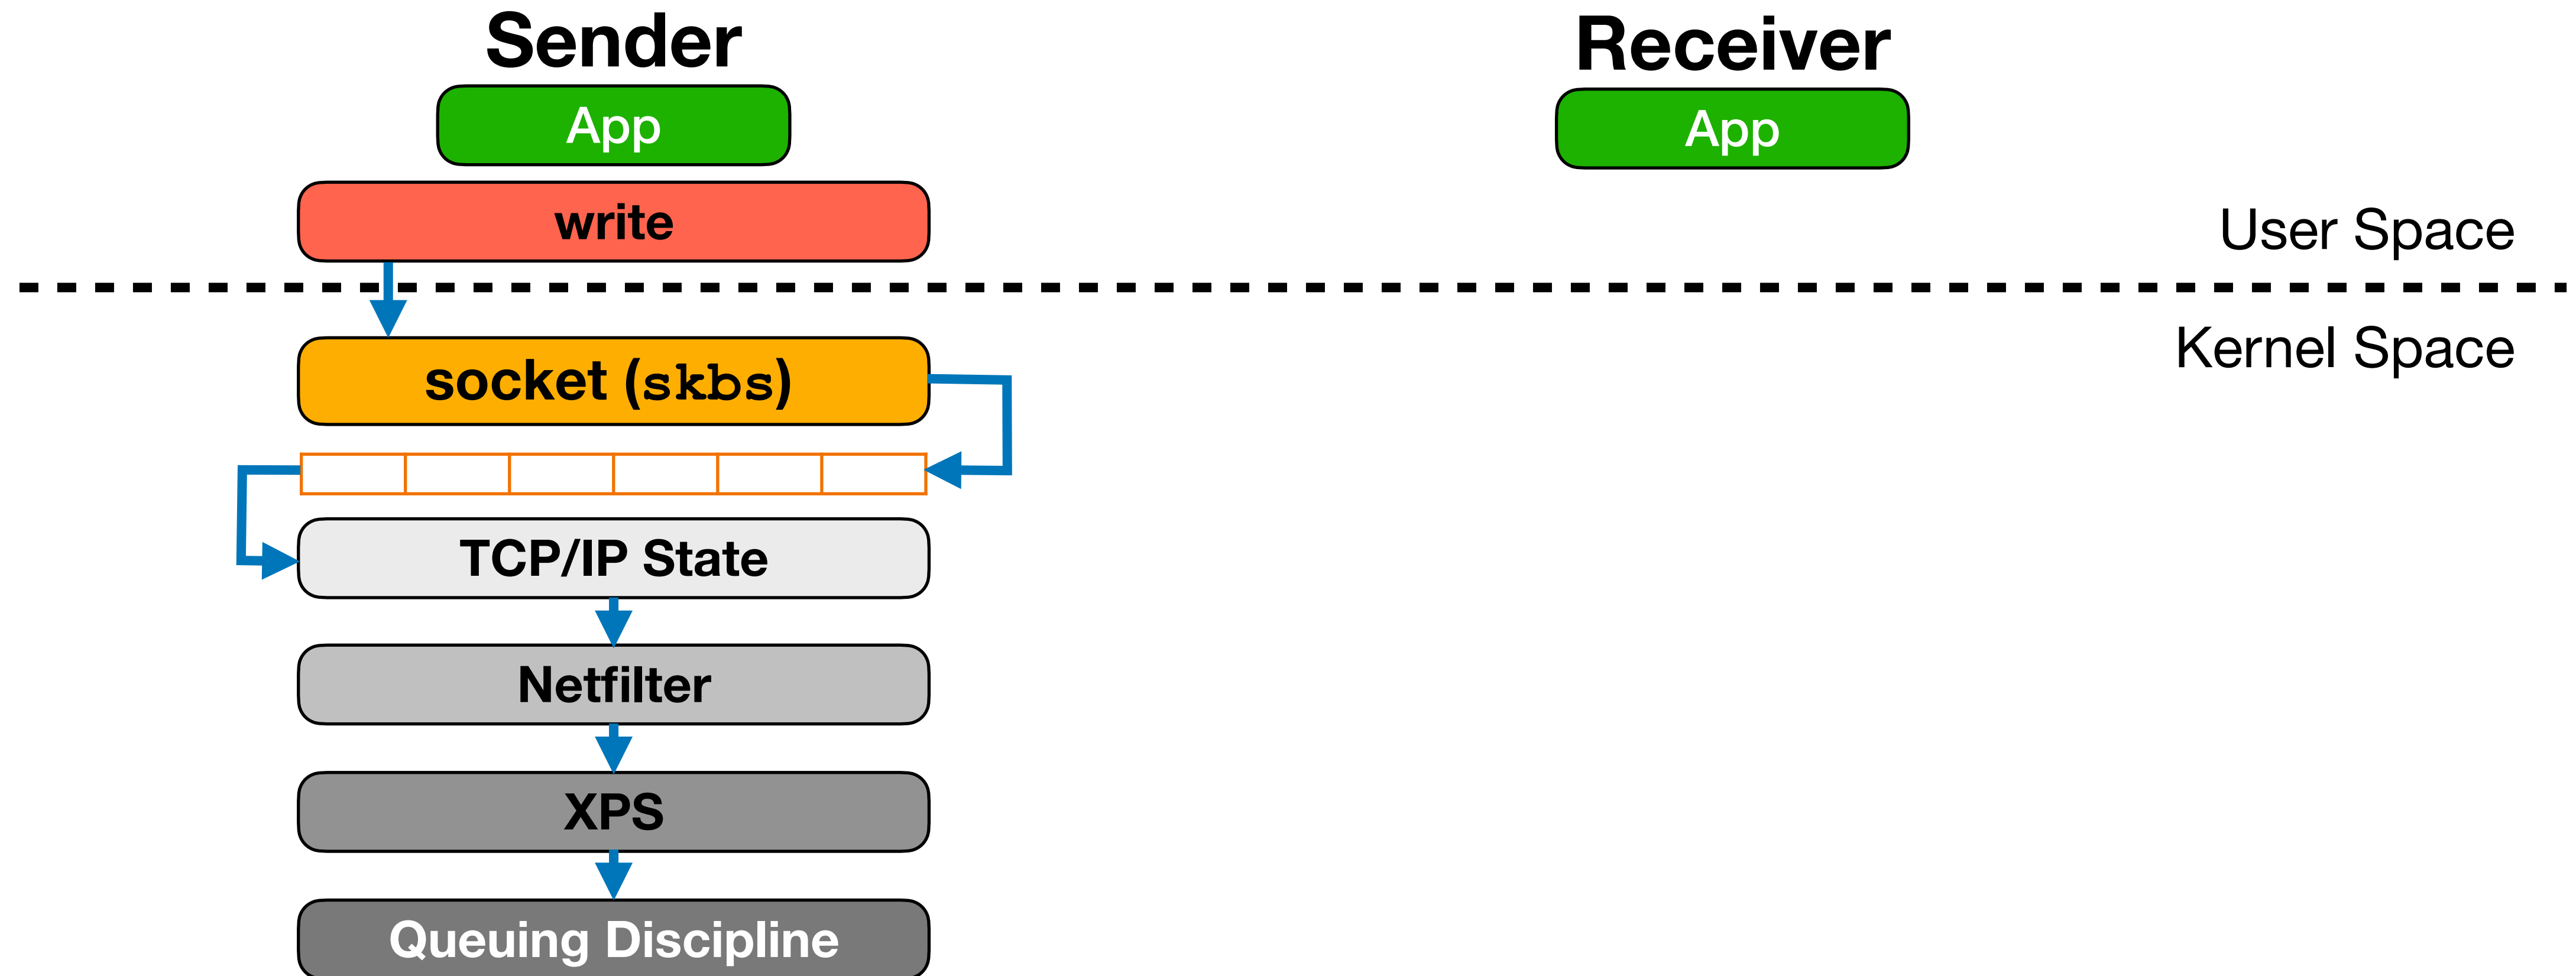 Sender
Receiver
App
App
write
User Space
Kernel Space
socket (skbs)
TCP/IP State
Netfilter
XPS
Queuing Discipline